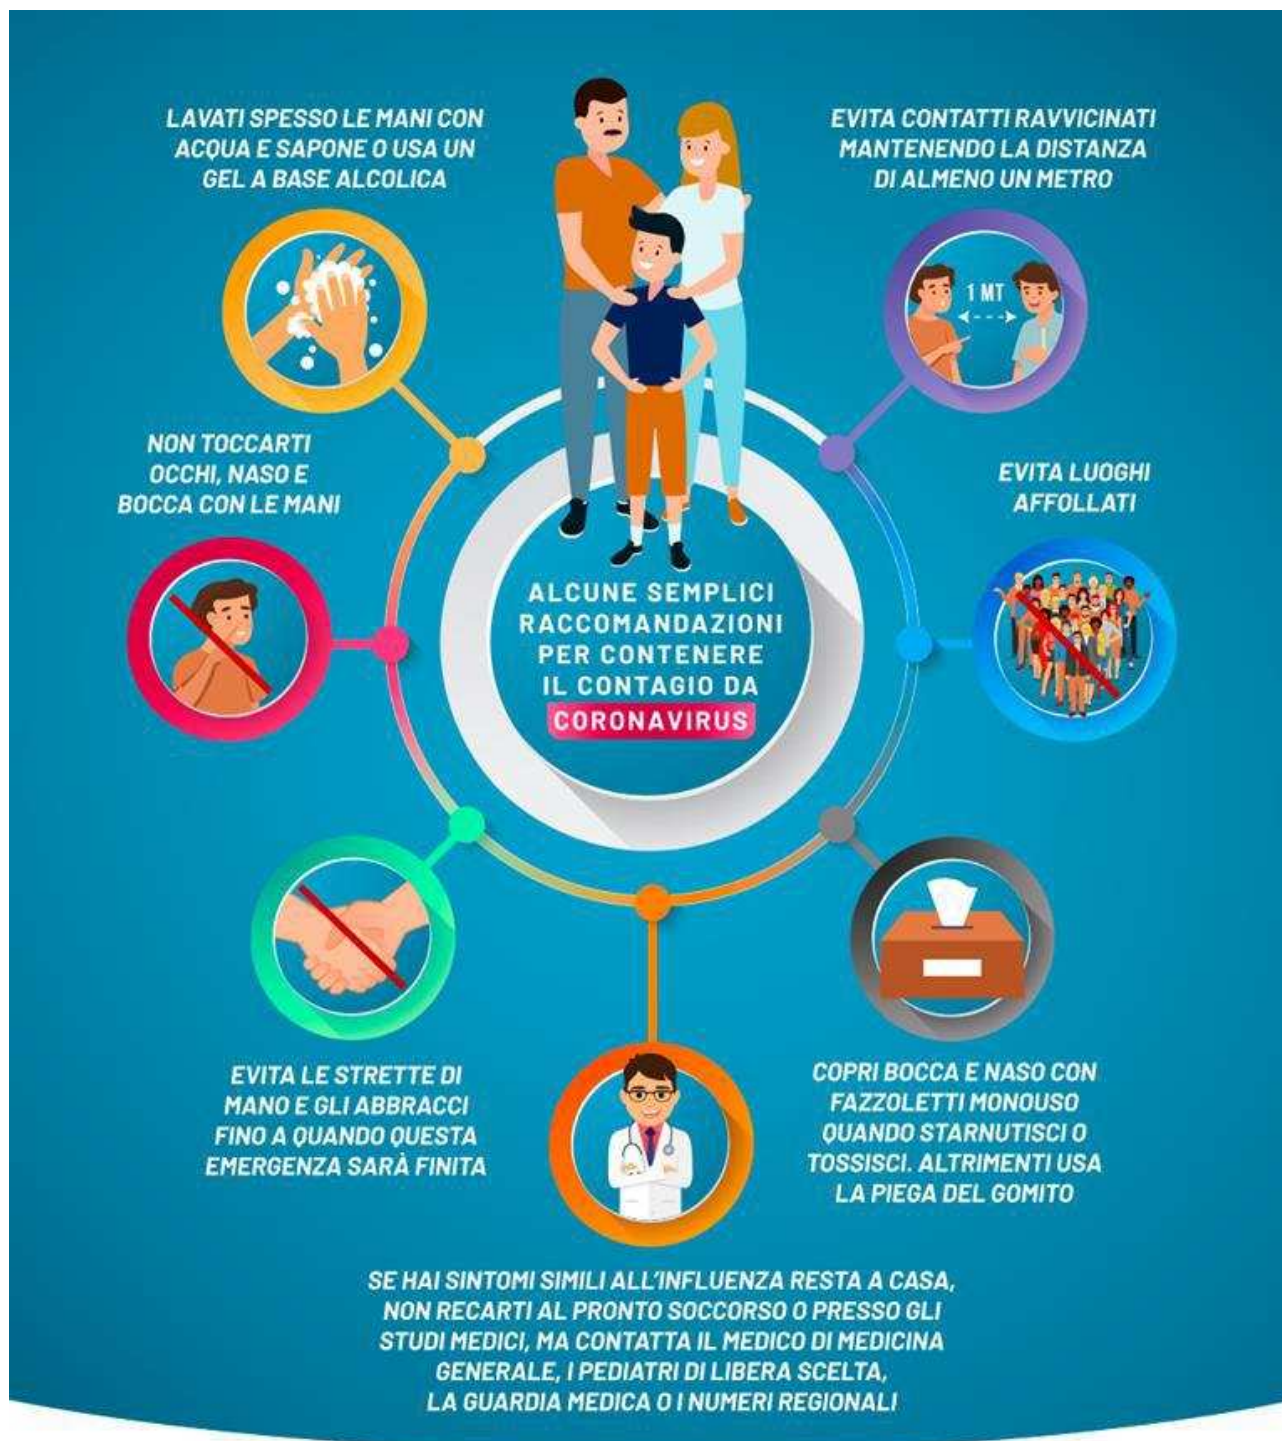 LAVATI SPESSO LE MANI CON
ACQUA E SAPONE O USA UN
GEL A BASE ALCOLICA
EVITA CONTATTI RAVVICINATI
MANTENENDO LA DISTANZA
DI ALMENO UN METRO
1 MT
NON TOCCARTI
OCCHI, NASO E
BOCCA CON LE MANI
EVITA LUOGHI
AFFOLLATI
ALCUNE SEMPLICI
RACCOMANDAZIONI
PER CONTENERE
IL CONTAGIO DA
CORONAVIRUS
EVITA LE STRETTE DI
MANO E GLI ABBRACCI
FINO A QUANDO QUESTA
EMERGENZA SARÀ FINITA
COPRI BOCCA E NASO CON
FAZZOLETTI MONOUSO
QUANDO STARNUTISCI O
TOSSISCI. ALTRIMENTI USA
LA PIEGA DEL GOMITO
SE HAI SINTOMI SIMILI ALL'INFLUENZA RESTA A CASA,
NON RECARTI AL PRONTO SOCCORSO O PRESSO GLI
STUDI MEDICI, MA CONTATTA IL MEDICO DI MEDICINA
GENERALE, I PEDIATRI DI LIBERA SCELTA,
LA GUARDIA MEDICA O I NUMERI REGIONALI